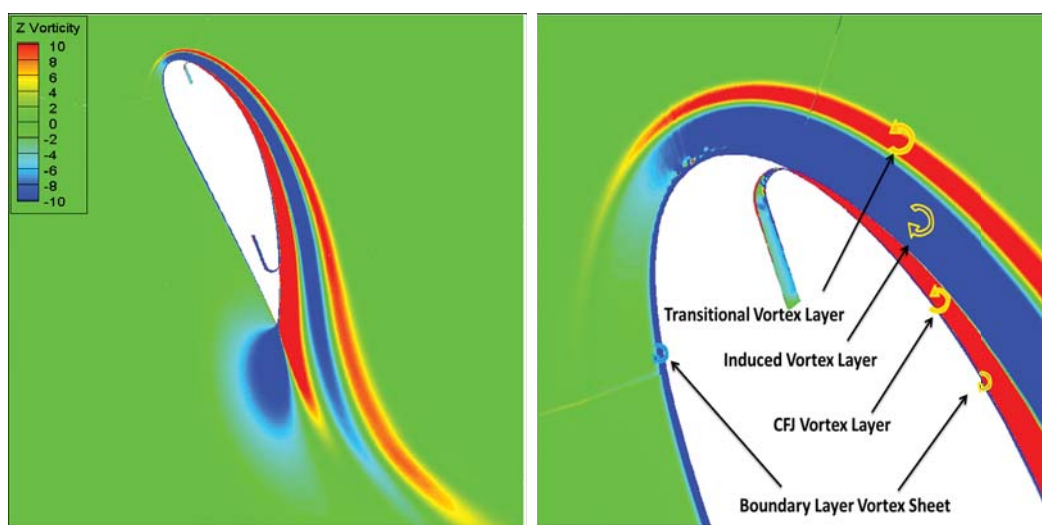 Z Vorticity
10
8
6
4
2
0
-2
-4
-6
-8
-10
Transitional Vortex Layer
Induced Vortex Layer
CFJ Vortex Layer
Boundary Layer Vortex Sheet